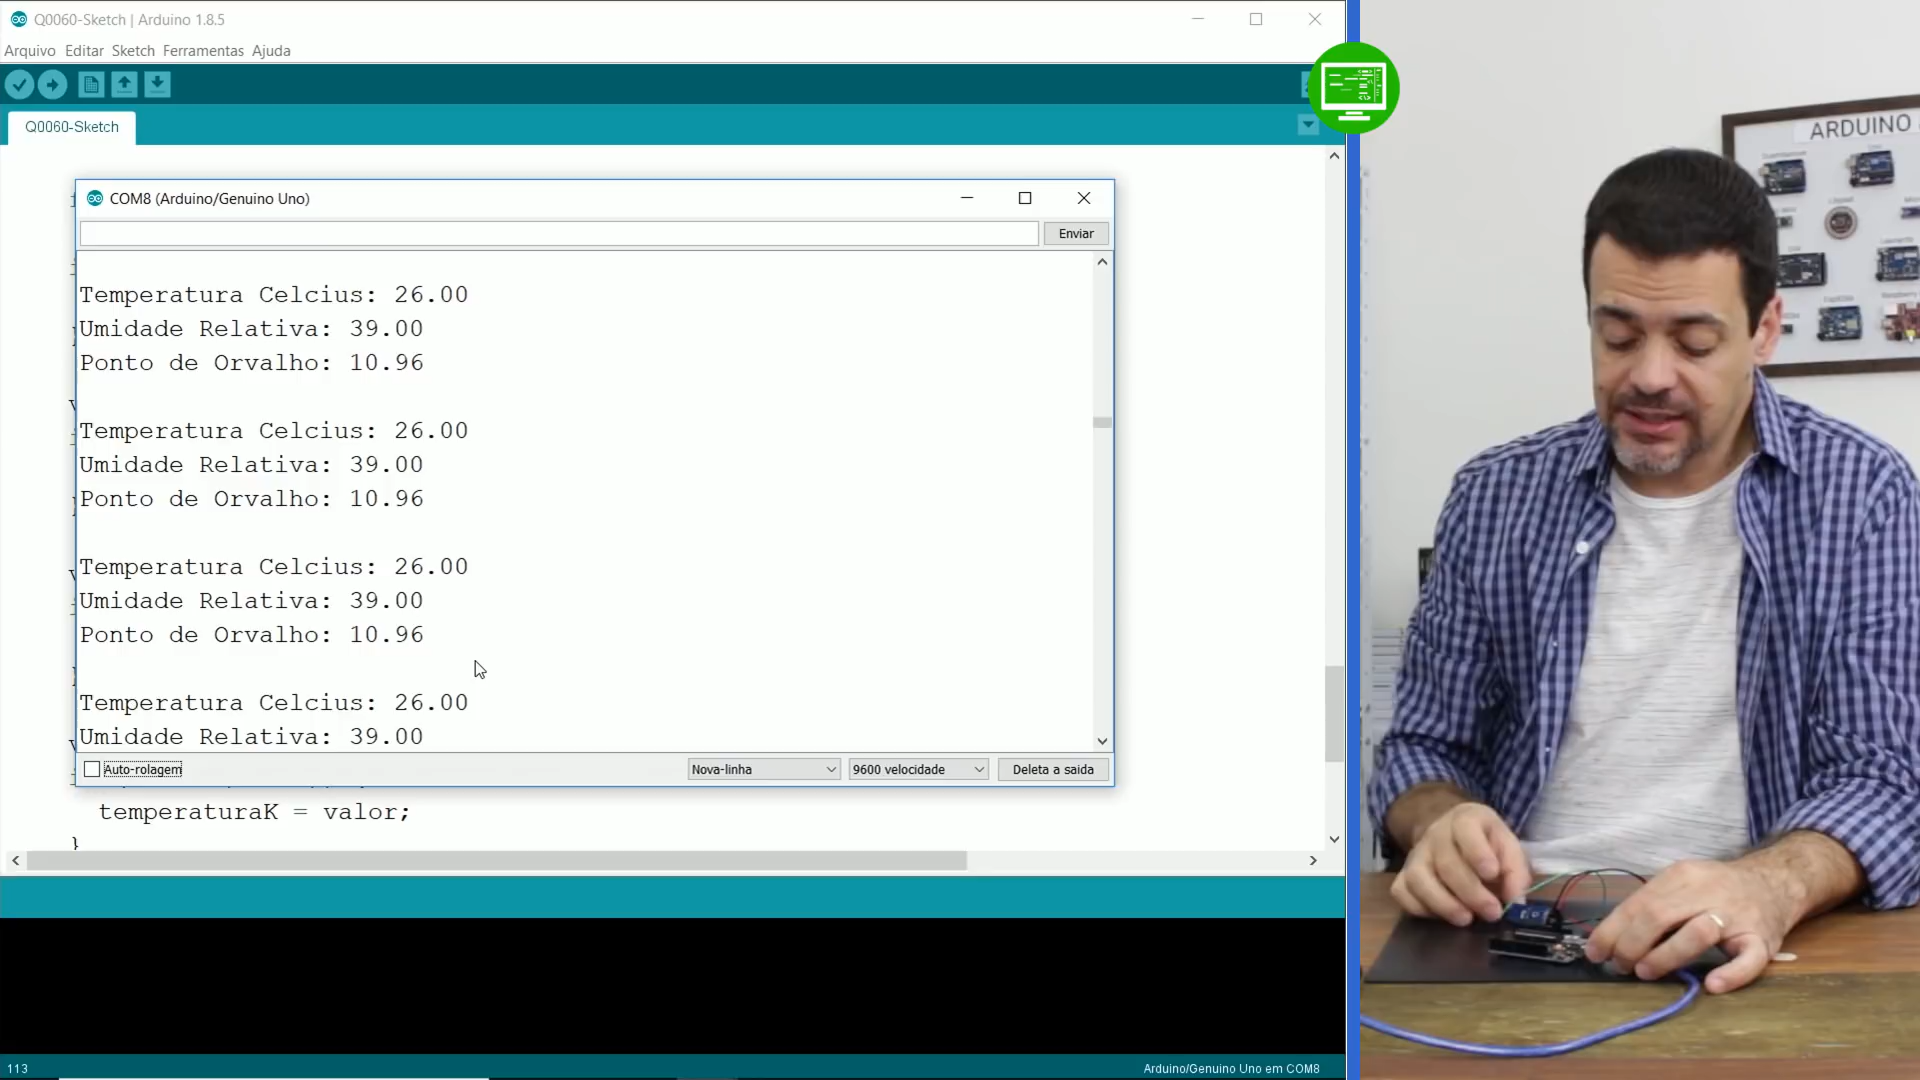 Q0060-Sketch | Arduino 1.8.5
Arquivo Editar Sketch Ferramentas Ajuda
Q0060-Sketch
COM8 (Arduino/Genuino Uno)
Enviar
Temperatura Celcius: 26.00
Umidade Relativa: 39.00
Ponto de Orvalho: 10.96
Temperatura Celcius: 26.00
Umidade Relativa: 39.00
Ponto de Orvalho: 10.96
Temperatura Celcius: 26.00
Umidade Relativa: 39.00
Ponto de Orvalho: 10.96
Temperatura Celcius: 26.00
Umidade Relativa: 39.00
Auto-rolagem
Nova-linha
9600 velocidade
Deleta a saida
temperaturaK = valor;
}
113
Arduino/Genuino Uno em COM8
ARDUINO